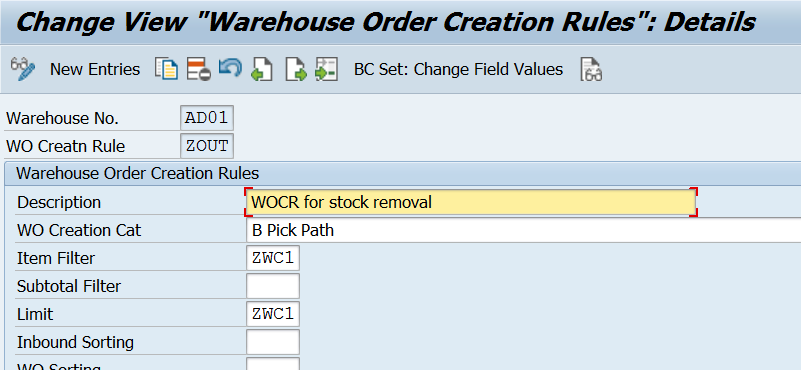 Change View "Warehouse Order Creation Rules": Details
New Entries BC Set: Change Field Values
Warehouse No. AD01
WO Creatn Rule ZOUT
Warehouse Order Creation Rules
Description WOCR for stock removal
WO Creation Cat B Pick Path
Item Filter ZWC1
Subtotal Filter
Limit ZWC1
Inbound Sorting
WO Sorting